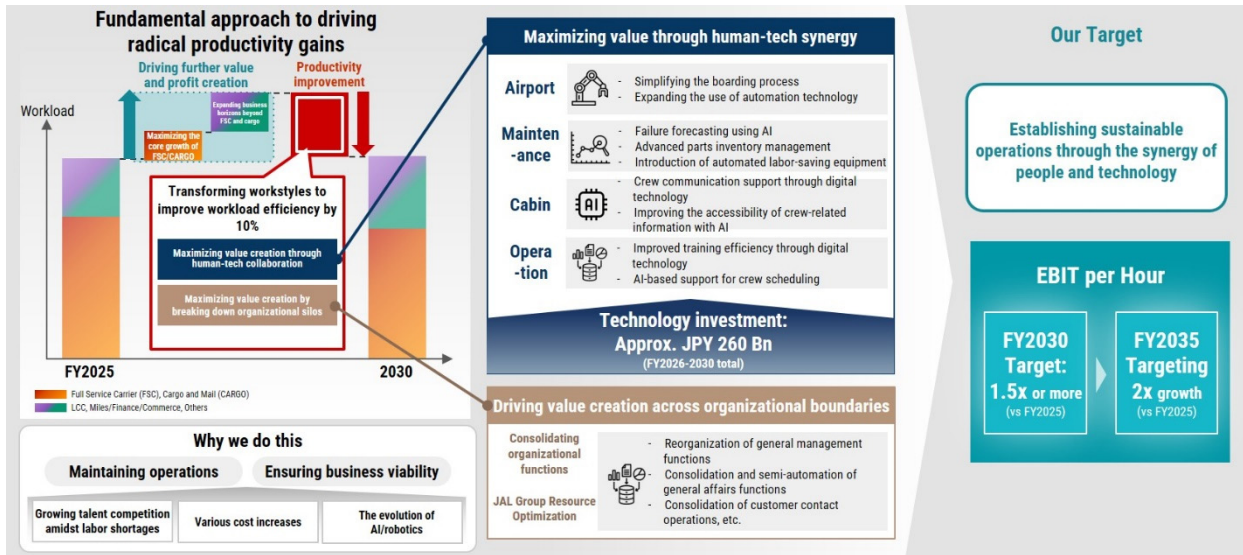 Fundamental approach to driving
radical productivity gains
Driving further value
and profit creation
Productivity
improvement
Workload
Expanding business
horizons beyond
FSC and cargo
Maximizing the
core growth of
FSC/CARGO
Transforming workstyles to
improve workload efficiency by
10%
Maximizing value creation through
human-tech collaboration
Maximizing value creation by
breaking down organizational silos
FY2025
2030
Full Service Carrier (FSC), Cargo and Mail (CARGO)
LCC, Miles/Finance/Commerce, Others
Why we do this
Maintaining operations
Ensuring business viability
Growing talent competition
amidst labor shortages
Various cost increases
The evolution of
AI/robotics
Maximizing value through human-tech synergy
Airport
- Simplifying the boarding process
- Expanding the use of automation technology
Mainten
-ance
- Failure forecasting using AI
- Advanced parts inventory management
- Introduction of automated labor-saving equipment
Cabin
AI
- Crew communication support through digital
technology
- Improving the accessibility of crew-related
information with AI
Opera
-tion
- Improved training efficiency through digital
technology
- AI-based support for crew scheduling
Technology investment:
Approx. JPY 260 Bn
(FY2026-2030 total)
Driving value creation across organizational boundaries
Consolidating
organizational
functions
JAL Group Resource
Optimization
- Reorganization of general management
functions
- Consolidation and semi-automation of
general affairs functions
- Consolidation of customer contact
operations, etc.
Our Target
Establishing sustainable
operations through the synergy of
people and technology
EBIT per Hour
FY2030
Target:
1.5x or more
(vs FY2025)
FY2035
Targeting
2x growth
(vs FY2025)